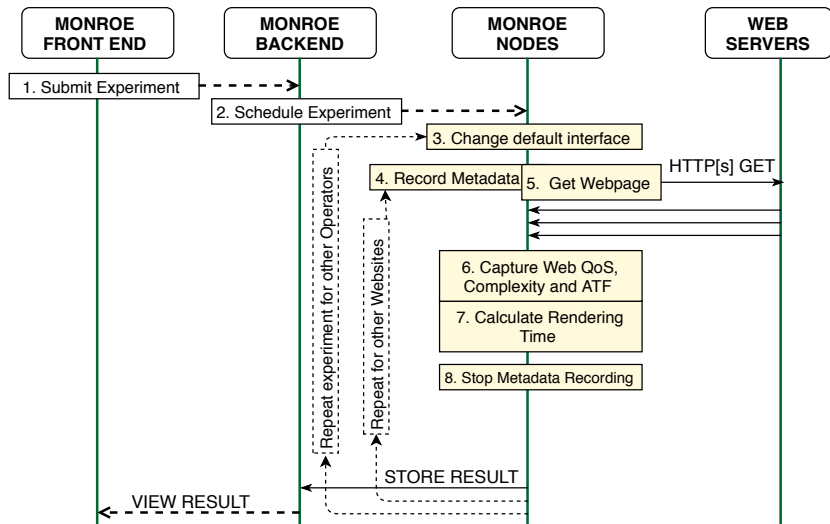 MONROE
FRONT END
MONROE
BACKEND
MONROE
NODES
WEB
SERVERS
1. Submit Experiment
2. Schedule Experiment
3. Change default interface
4. Record Metadata
5.  Get Webpage
HTTP[s] GET
Repeat experiment for other Operators
Repeat for other Websites
6. Capture Web QoS,
Complexity and ATF
7. Calculate Rendering
Time
8. Stop Metadata Recording
STORE RESULT
VIEW RESULT